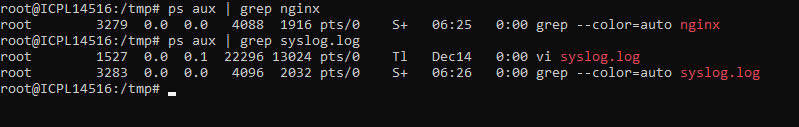 root@ICPL14516:/tmp# ps aux | grep nginx
root        3279  0.0  0.0   4088  1916 pts/0    S+   06:25   0:00 grep --color=auto nginx
root@ICPL14516:/tmp# ps aux | grep syslog.log
root        1527  0.0  0.1  22296 13024 pts/0    Tl   Dec14   0:00 vi syslog.log
root        3283  0.0  0.0   4096  2032 pts/0    S+   06:26   0:00 grep --color=auto syslog.log
root@ICPL14516:/tmp#